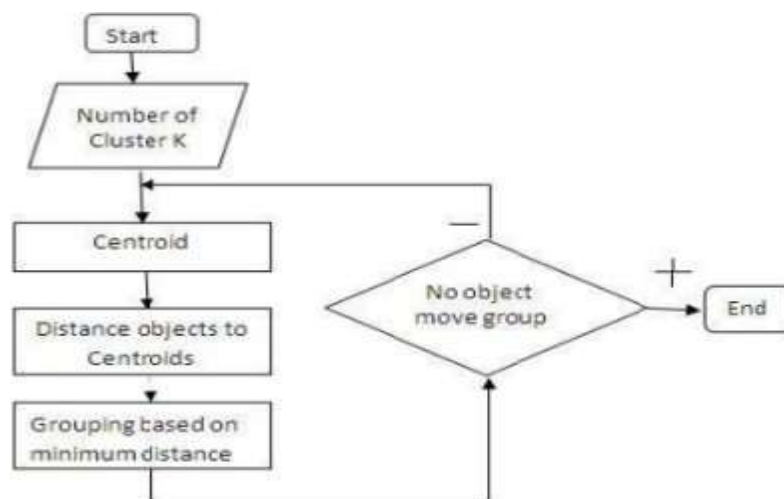 Start
Number of
Cluster K
Centroid
Distance objects to
Centroids
Grouping based on
minimum distance
No object
move group
—
+
End